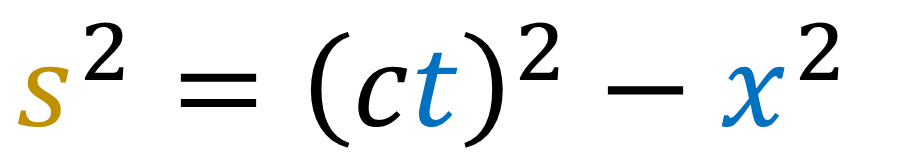 s² = (ct)² − x²